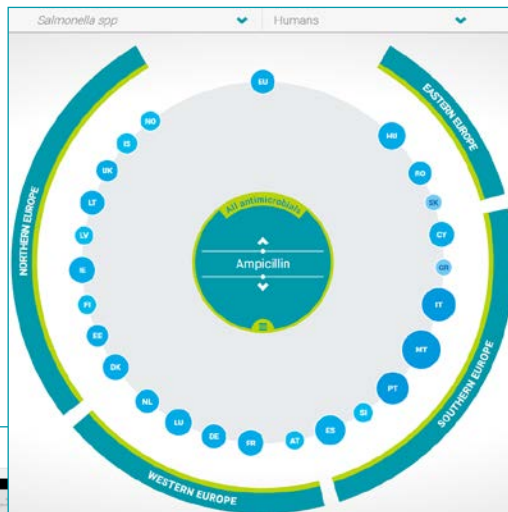 Salmonella spp
Humans
EU
HU
RO
SK
CY
GR
IT
MT
PT
SI
ES
AT
FR
DE
LU
NL
DK
EE
FI
IE
LV
LT
UK
IS
NO
EASTERN EUROPE
SOUTHERN EUROPE
WESTERN EUROPE
NORTHERN EUROPE
All antimicrobials
Ampicillin